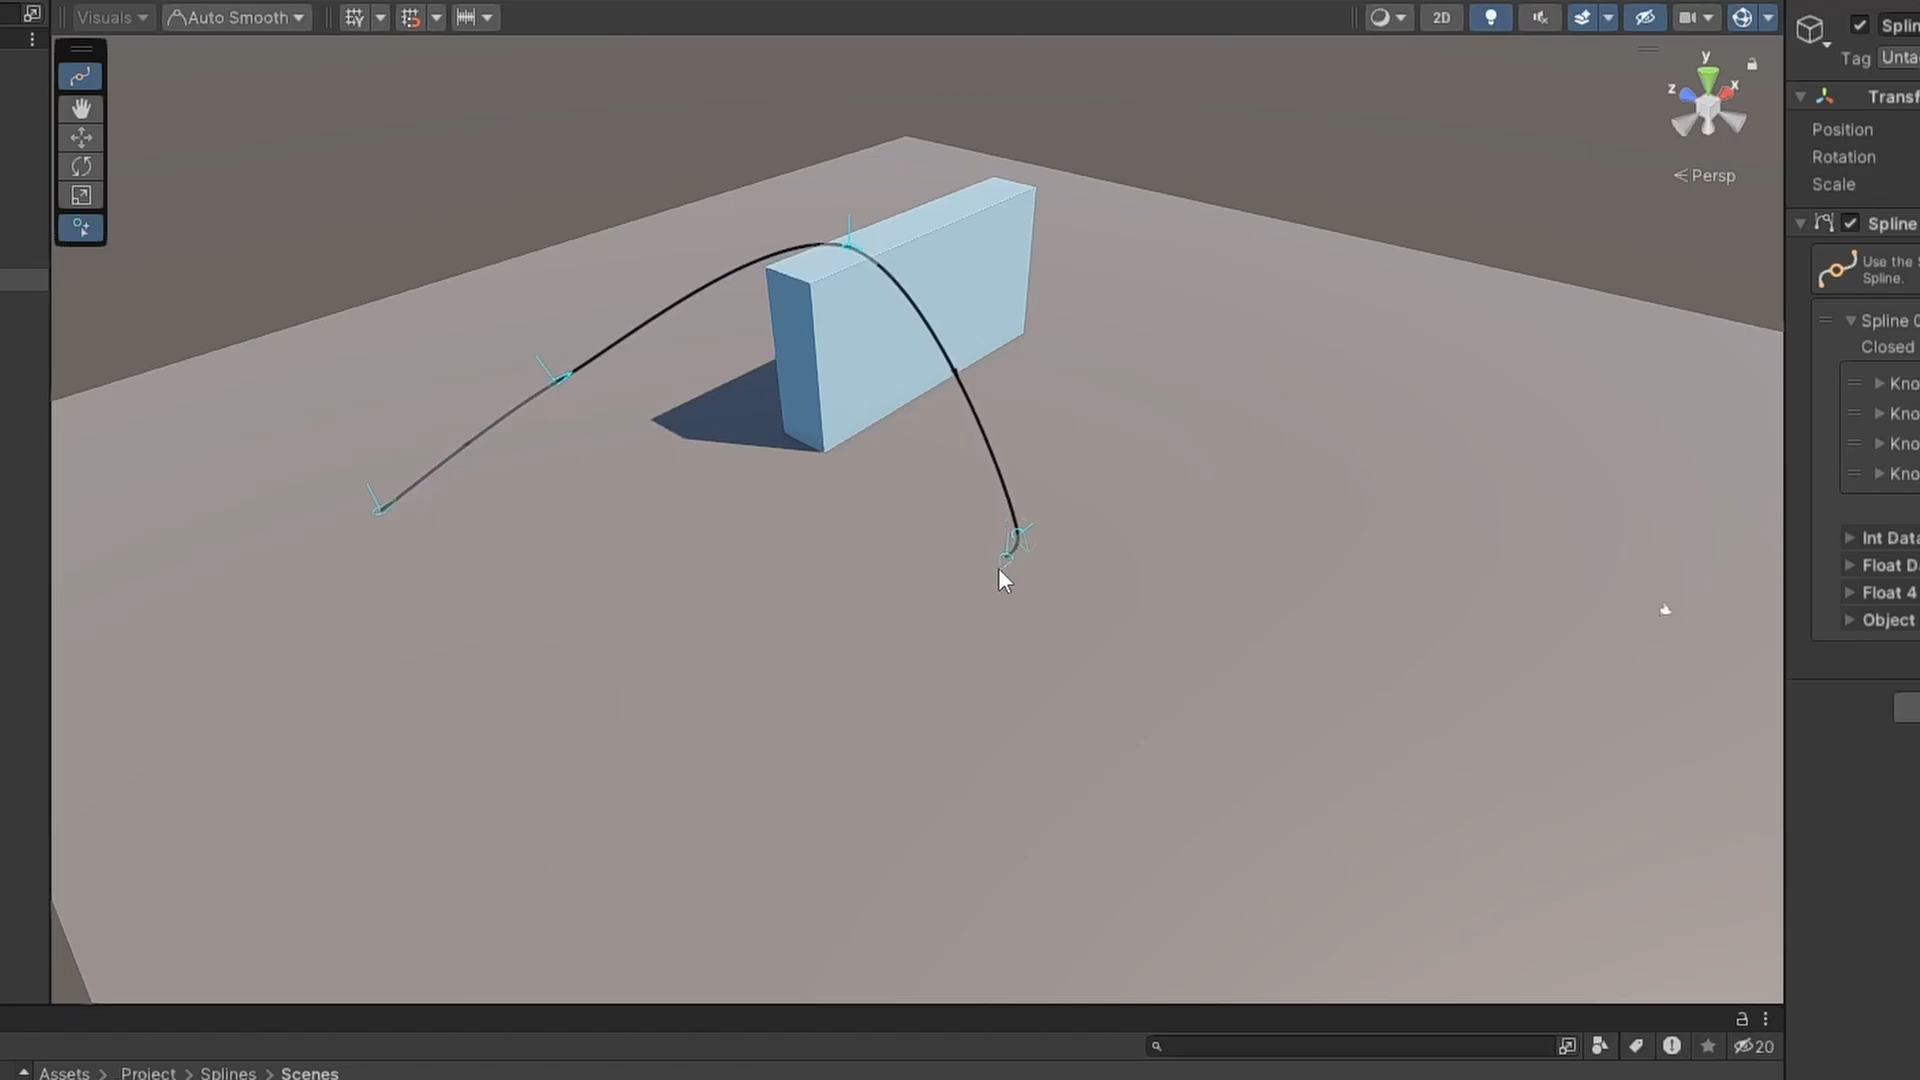 Visuals
Auto Smooth
2D
y
z
x
Persp
Splin
Tag Unta
Transf
Position
Rotation
Scale
Spline
Use the S
Spline.
Spline 0
Closed
Kno
Kno
Kno
Kno
Int Data
Float D
Float 4
Object
20
Assets > Project > Splines > Scenes